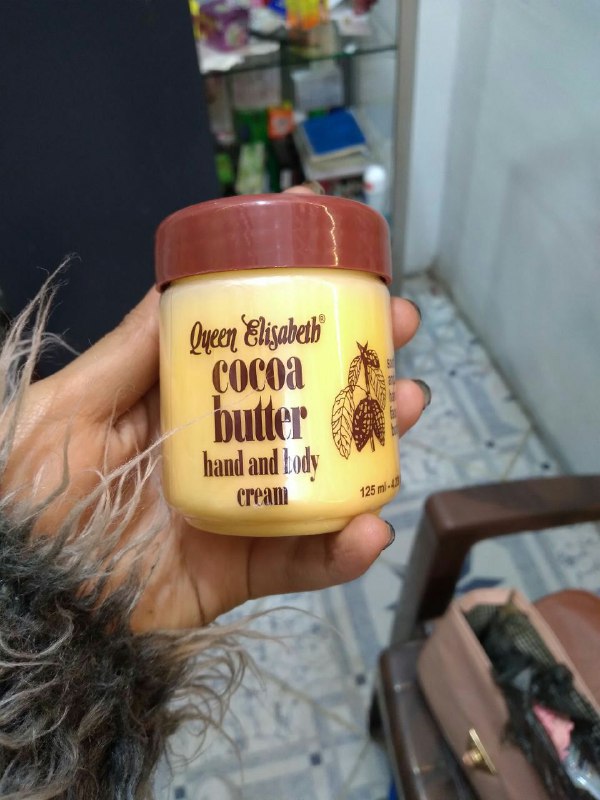 Queen Elisabeth®
cocoa
butter
hand and body
cream
125 ml -